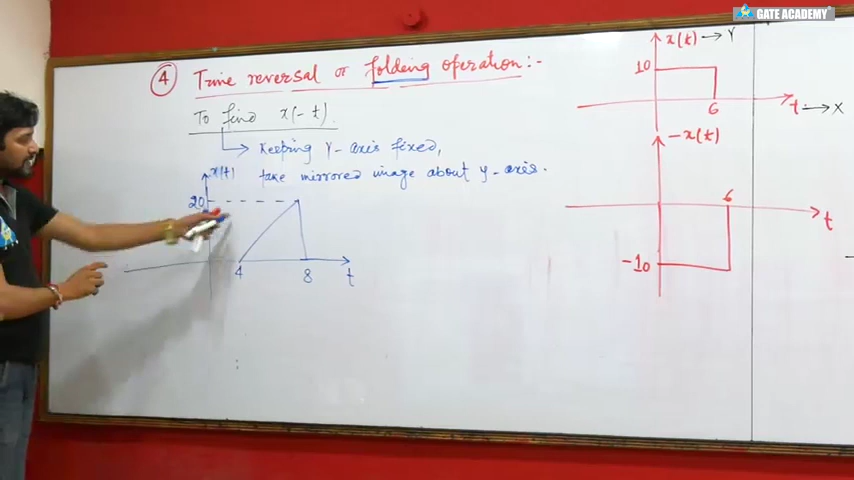 GATE ACADEMY
4 Time reversal or folding operation:-
To find x(-t).
Keeping Y-axis fixed,
take mirrored image about y-axis.
x(t)
20
4
8
t
x(t) → Y
10
6
t → X
-x(t)
6
t
-10